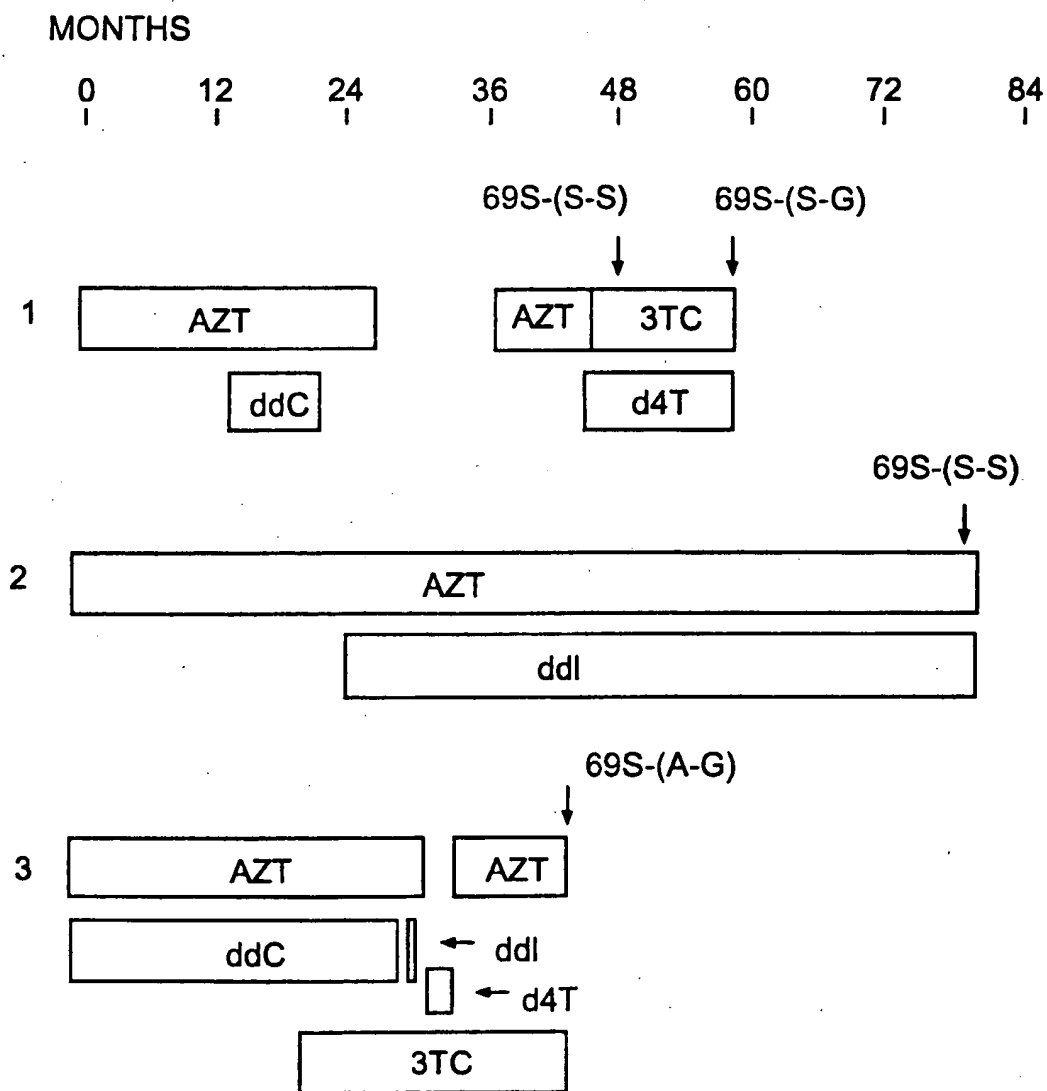 MONTHS
0 12 24 36 48 60 72 84
69S-(S-S) 69S-(S-G)
1 AZT AZT 3TC
ddC d4T
69S-(S-S)
2 AZT
ddI
69S-(A-G)
3 AZT AZT
ddC ddI
d4T
3TC